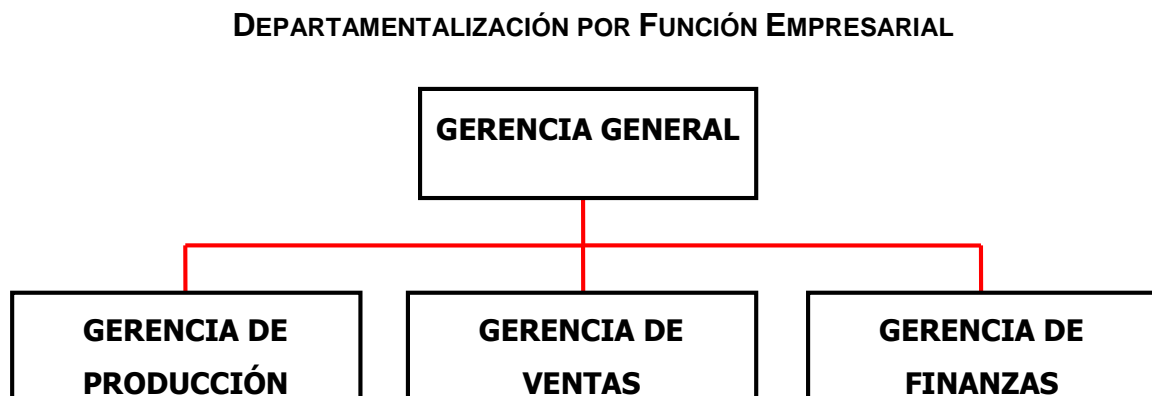 DEPARTAMENTALIZACIÓN POR FUNCIÓN EMPRESARIAL
GERENCIA GENERAL
GERENCIA DE
PRODUCCIÓN
GERENCIA DE
VENTAS
GERENCIA DE
FINANZAS